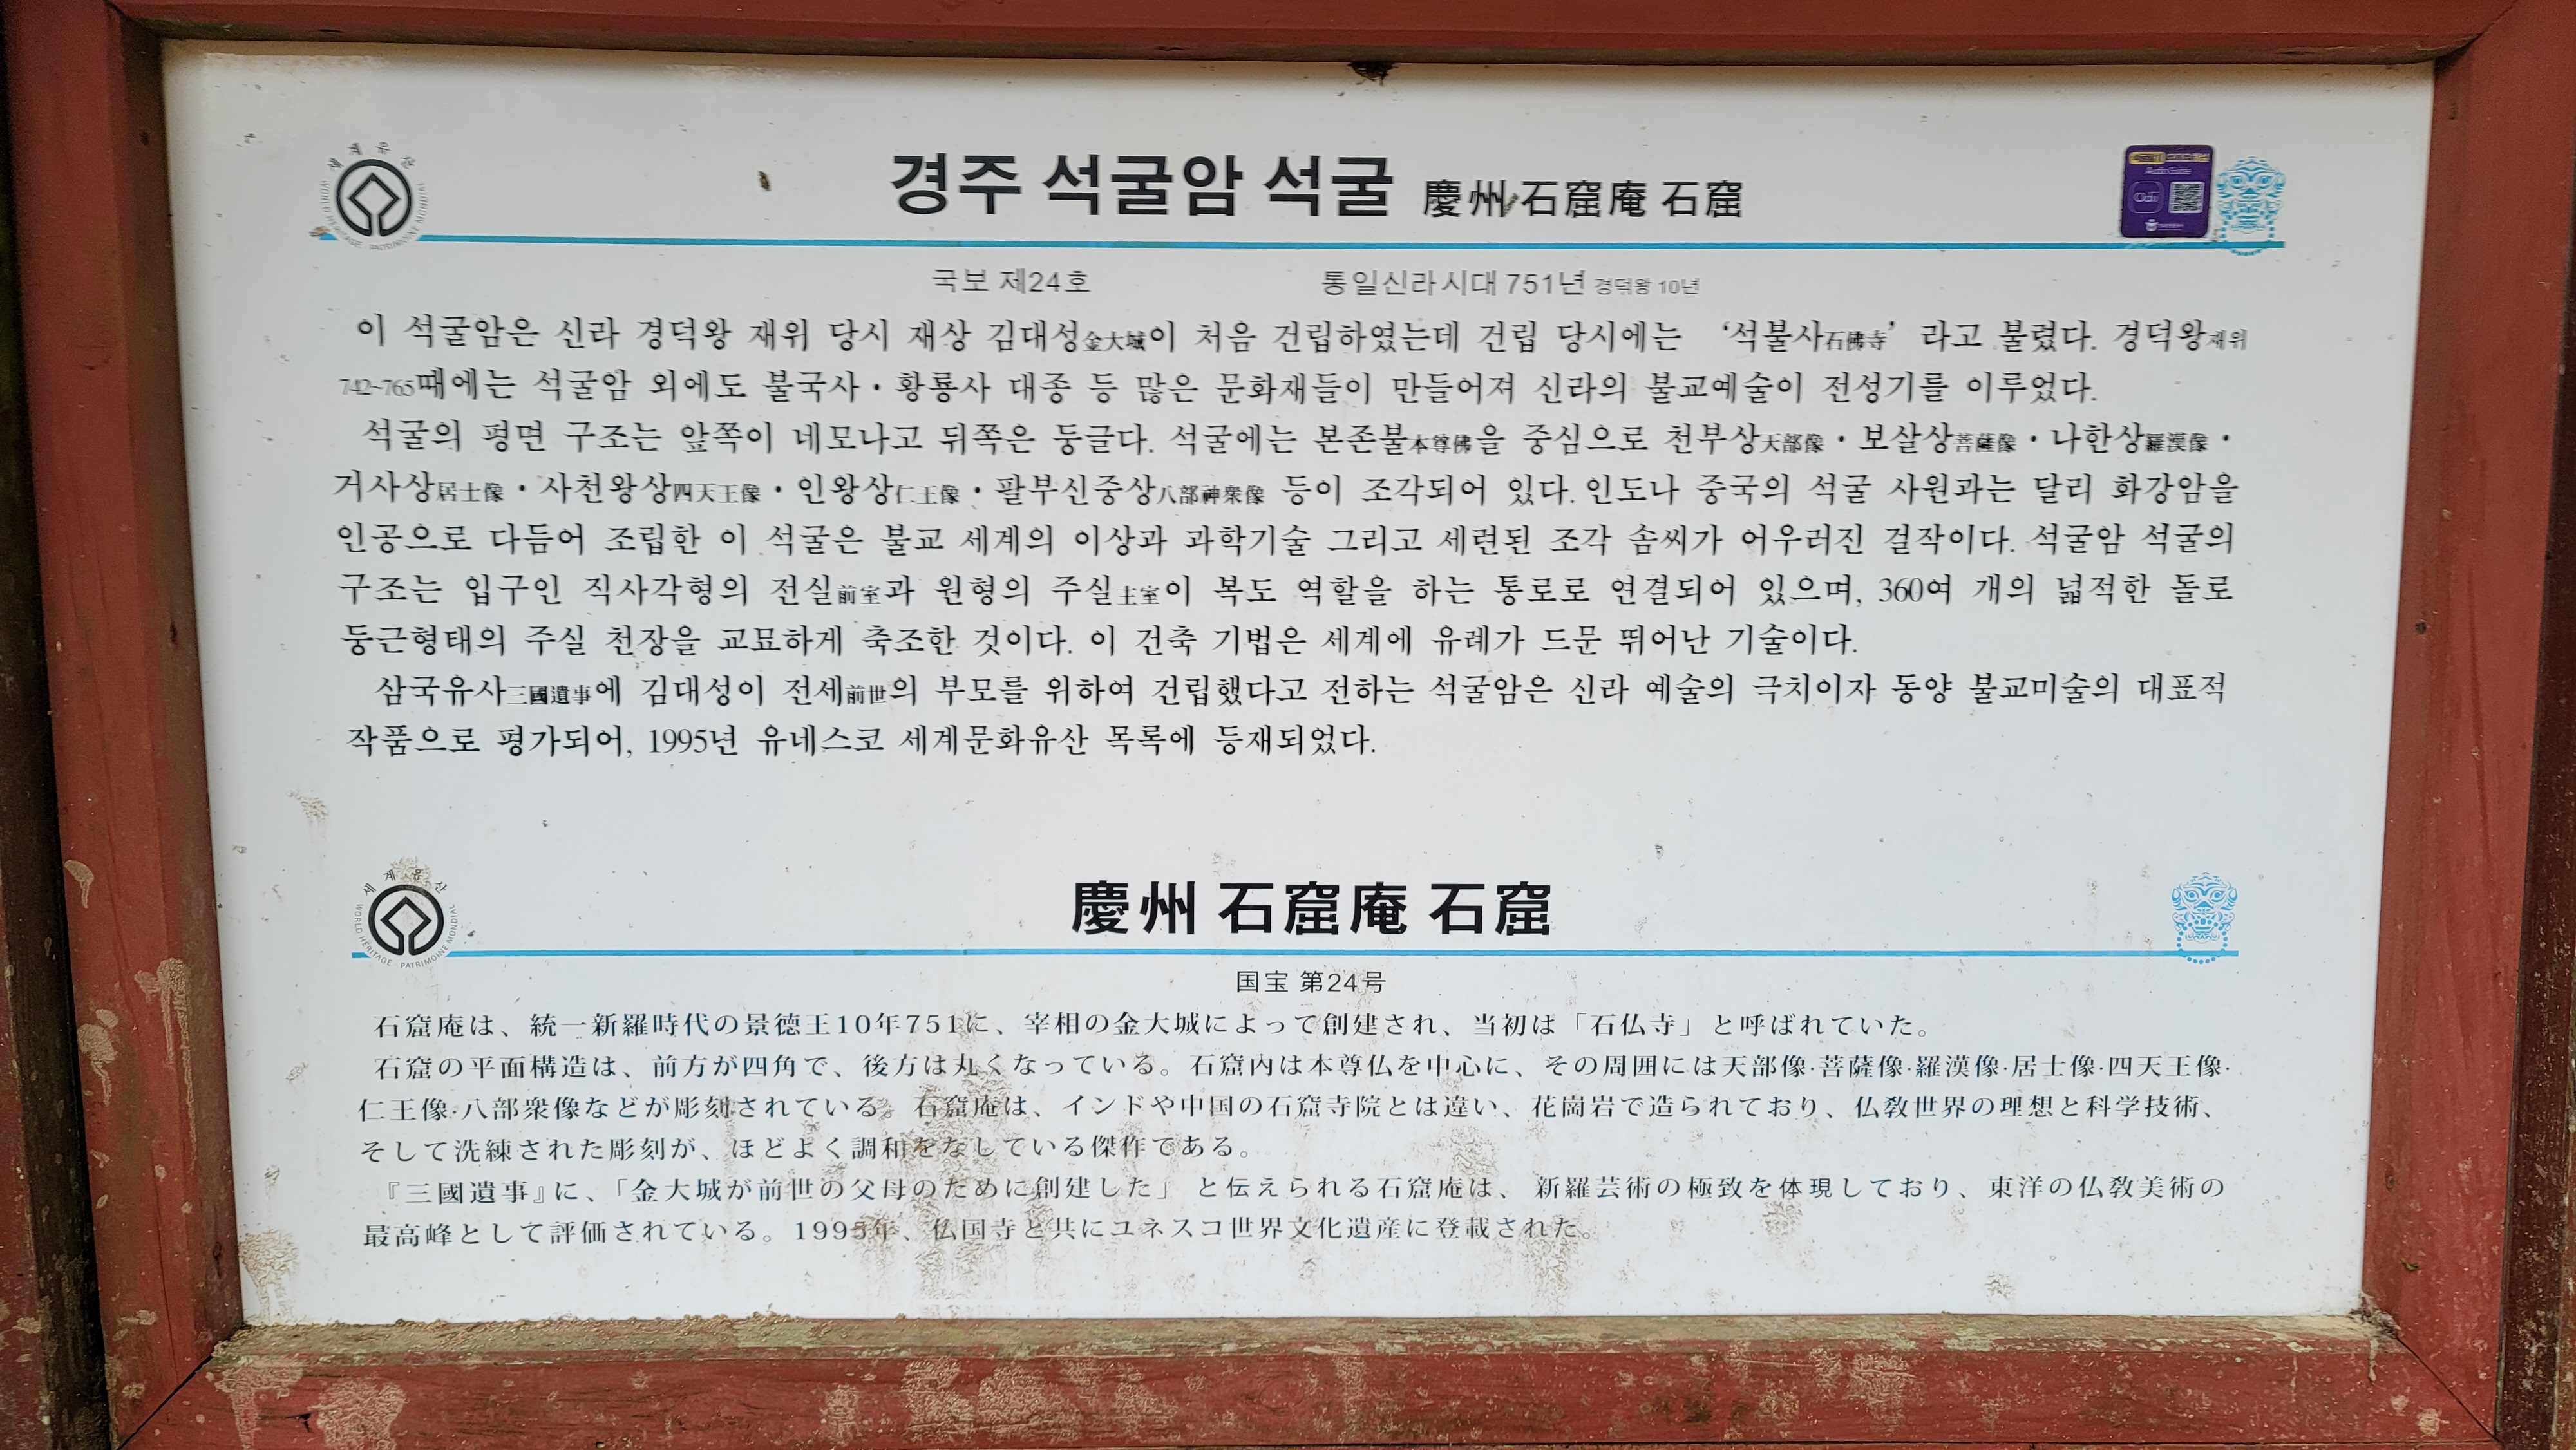 세계유산
경주 석굴암 석굴 慶州 石窟庵 石窟
Audio Guide
Odii
국보 제24호 통일신라시대 751년 경덕왕 10년
이 석굴암은 신라 경덕왕 재위 당시 재상 김대성金大城이 처음 건립하였는데 건립 당시에는 ‘석불사石佛寺’ 라고 불렸다. 경덕왕재위
742~765때에는 석굴암 외에도 불국사·황룡사 대종 등 많은 문화재들이 만들어져 신라의 불교예술이 전성기를 이루었다.
석굴의 평면 구조는 앞쪽이 네모나고 뒤쪽은 둥글다. 석굴에는 본존불本尊佛을 중심으로 천부상天部像·보살상菩薩像·나한상羅漢像·
거사상居士像·사천왕상四天王像·인왕상仁王像·팔부신중상八部神衆像 등이 조각되어 있다. 인도나 중국의 석굴 사원과는 달리 화강암을
인공으로 다듬어 조립한 이 석굴은 불교 세계의 이상과 과학기술 그리고 세련된 조각 솜씨가 어우러진 걸작이다. 석굴암 석굴의
구조는 입구인 직사각형의 전실前室과 원형의 주실主室이 복도 역할을 하는 통로로 연결되어 있으며, 360여 개의 넓적한 돌로
둥근형태의 주실 천장을 교묘하게 축조한 것이다. 이 건축 기법은 세계에 유례가 드문 뛰어난 기술이다.
삼국유사三國遺事에 김대성이 전세前世의 부모를 위하여 건립했다고 전하는 석굴암은 신라 예술의 극치이자 동양 불교미술의 대표적
작품으로 평가되어, 1995년 유네스코 세계문화유산 목록에 등재되었다.
세계유산
WORLD HERITAGE · PATRIMOINE MONDIAL
慶州 石窟庵 石窟
国宝 第24号
石窟庵は、統一新羅時代の景德王10年751に、宰相の金大城によって創建され、当初は「石仏寺」と呼ばれていた。
石窟の平面構造は、前方が四角で、後方は丸くなっている。石窟内は本尊仏を中心に、その周囲には天部像·菩薩像·羅漢像·居士像·四天王像·
仁王像·八部衆像などが彫刻されている。石窟庵は、インドや中国の石窟寺院とは違い、花崗岩で造られており、仏教世界の理想と科学技術、
そして洗練された彫刻が、ほどよく調和をなしている傑作である。
『三國遺事』に、「金大城が前世の父母のために創建した」 と伝えられる石窟庵は、 新羅芸術の極致を体現しており、東洋の仏教美術の
最高峰として評価されている。1995年、仏国寺と共にユネスコ世界文化遺産に登載された。